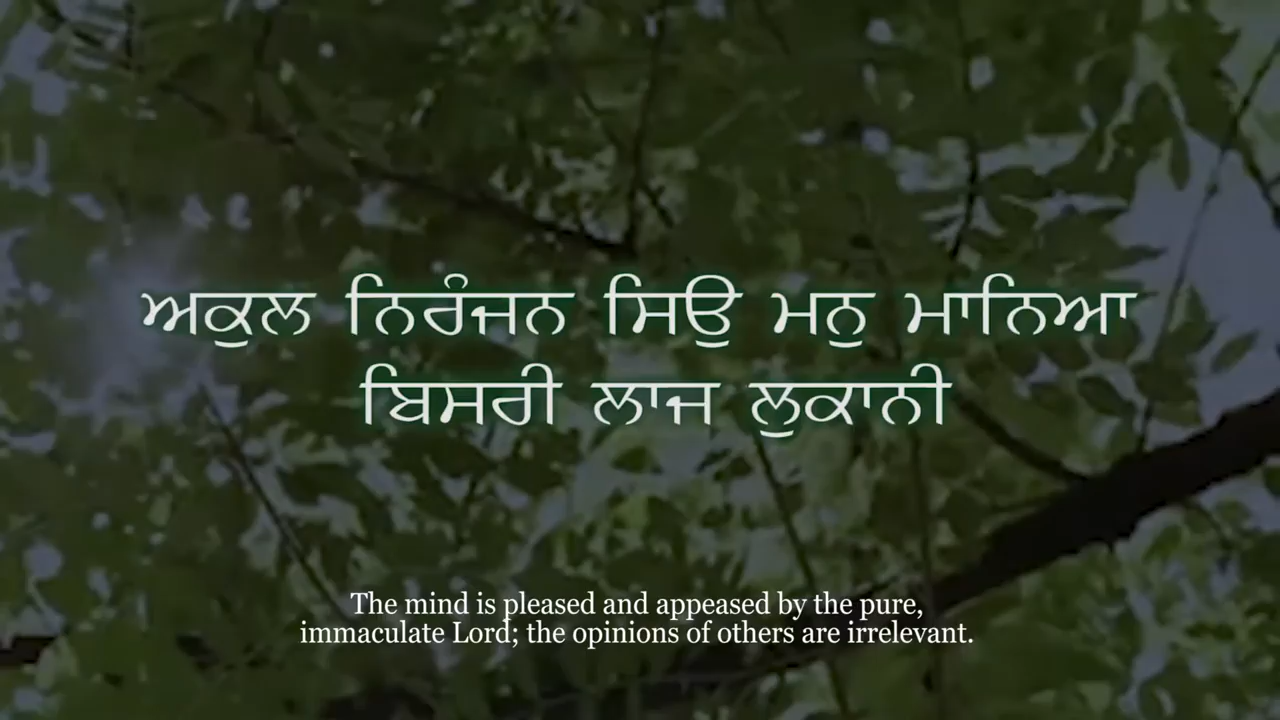 ਅਕੁਲ ਨਿਰੰਜਨ ਸਿਉ ਮਨੁ ਮਾਨਿਆ
ਬਿਸਰੀ ਲਾਜ ਲੁਕਾਨੀ
The mind is pleased and appeased by the pure,
immaculate Lord; the opinions of others are irrelevant.